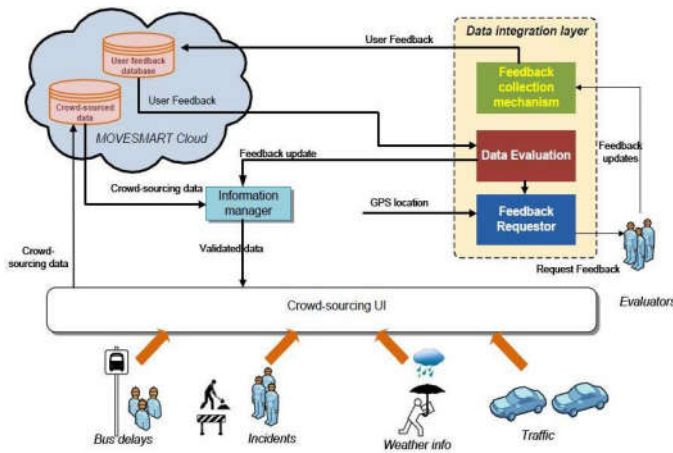 User Feedback
Data integration layer
User feedback
database
Feedback
collection
mechanism
User Feedback
Crowd-sourced
data
MOVESMART Cloud
Feedback update
Data Evaluation
Feedback
updates
Crowd-sourcing data
Information
manager
GPS location
Feedback
Requestor
Crowd-
sourcing data
Validated data
Request Feedback
Evaluators
Crowd-sourcing UI
Bus delays
Incidents
Weather info
Traffic